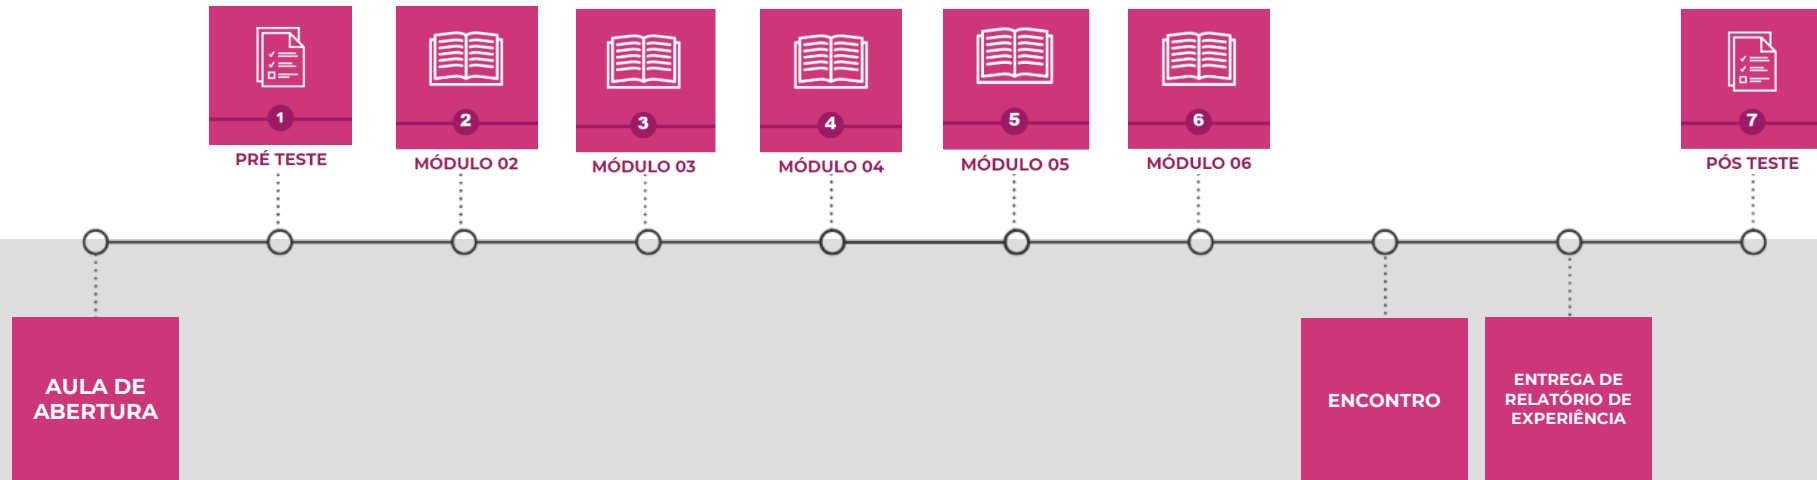 1
PRÉ TESTE
2
MÓDULO 02
3
MÓDULO 03
4
MÓDULO 04
5
MÓDULO 05
6
MÓDULO 06
7
PÓS TESTE
AULA DE
ABERTURA
ENCONTRO
ENTREGA DE
RELATÓRIO DE
EXPERIÊNCIA